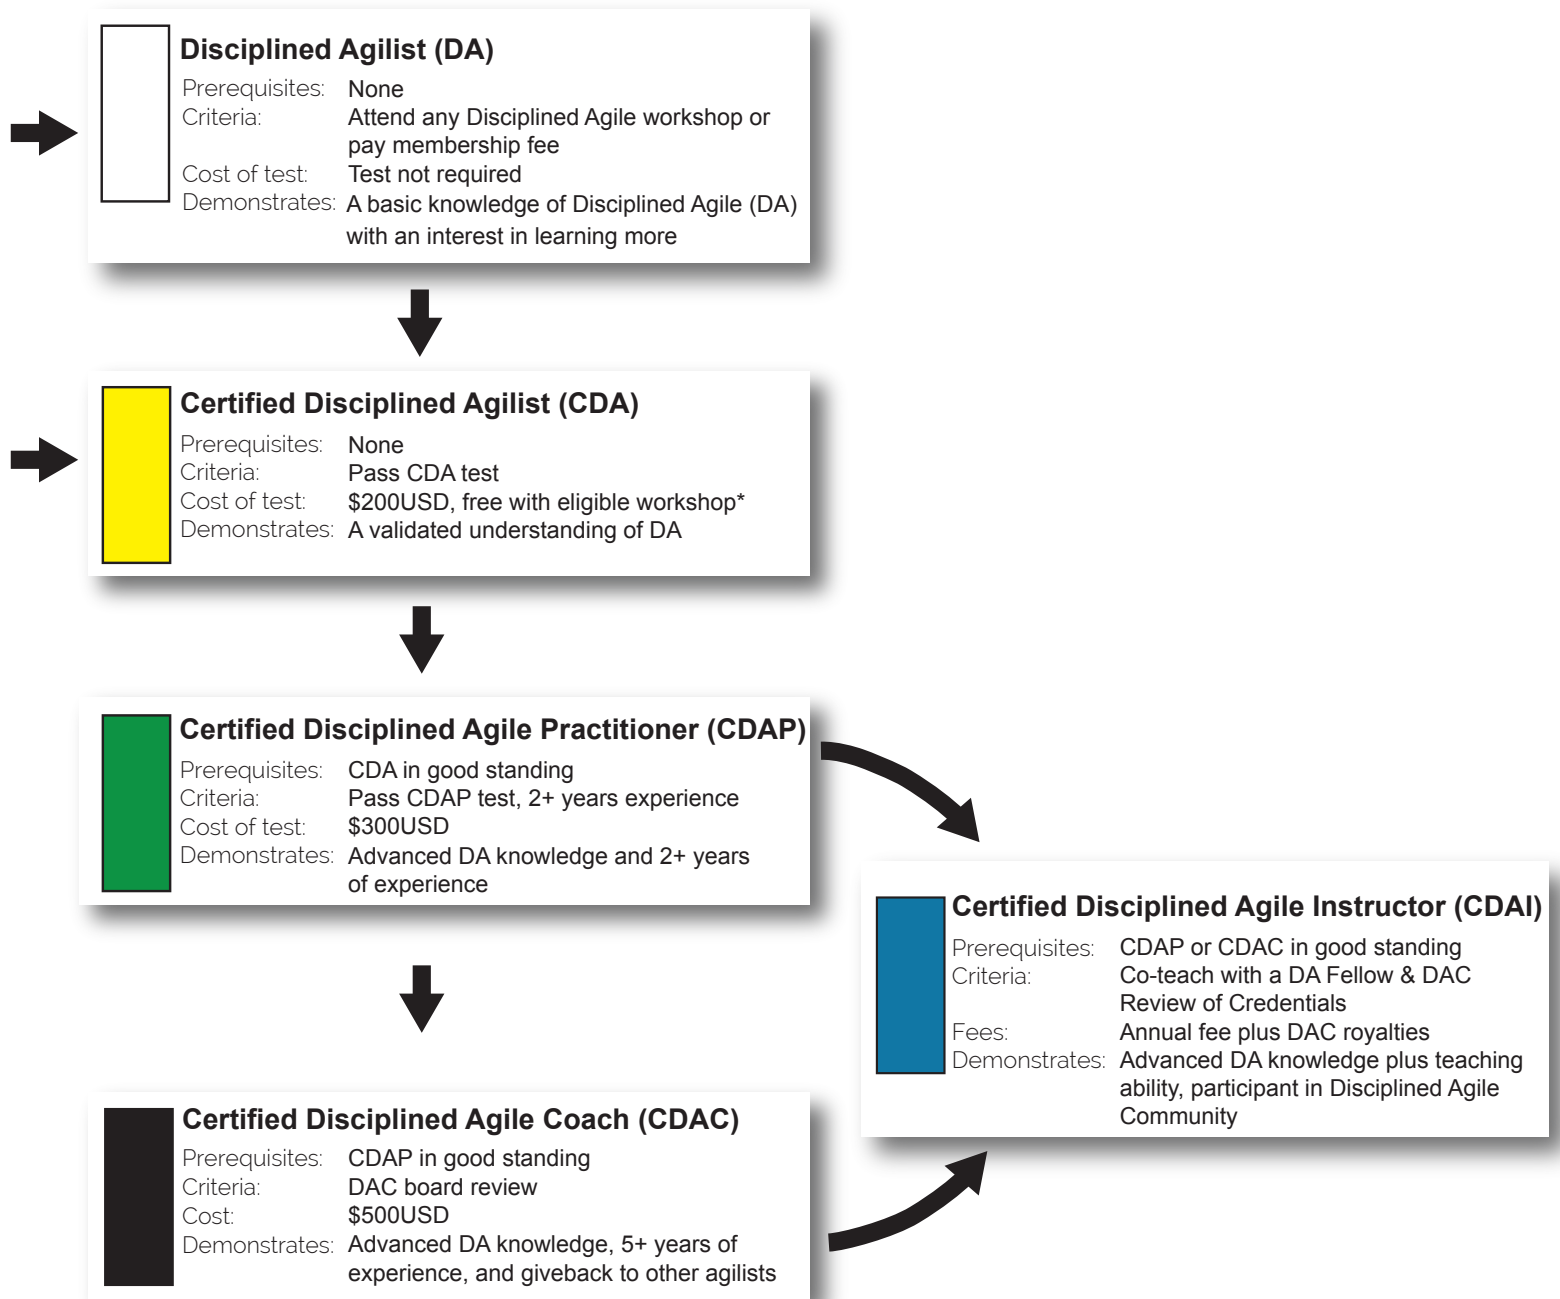 Disciplined Agilist (DA)
Prerequisites: None
Criteria: Attend any Disciplined Agile workshop or
pay membership fee
Cost of test: Test not required
Demonstrates: A basic knowledge of Disciplined Agile (DA)
with an interest in learning more
Certified Disciplined Agilist (CDA)
Prerequisites: None
Criteria: Pass CDA test
Cost of test: $200USD, free with eligible workshop*
Demonstrates: A validated understanding of DA
Certified Disciplined Agile Practitioner (CDAP)
Prerequisites: CDA in good standing
Criteria: Pass CDAP test, 2+ years experience
Cost of test: $300USD
Demonstrates: Advanced DA knowledge and 2+ years
of experience
Certified Disciplined Agile Instructor (CDAI)
Prerequisites: CDAP or CDAC in good standing
Criteria: Co-teach with a DA Fellow & DAC
Review of Credentials
Fees: Annual fee plus DAC royalties
Demonstrates: Advanced DA knowledge plus teaching
ability, participant in Disciplined Agile
Community
Certified Disciplined Agile Coach (CDAC)
Prerequisites: CDAP in good standing
Criteria: DAC board review
Cost: $500USD
Demonstrates: Advanced DA knowledge, 5+ years of
experience, and giveback to other agilists